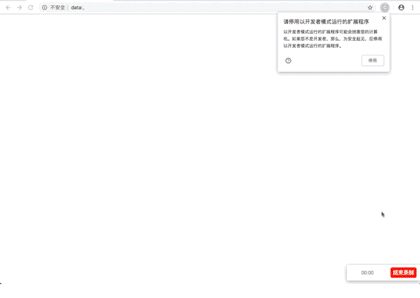 不安全 | data:,
请停用以开发者模式运行的扩展程序
以开发者模式运行的扩展程序可能会损害您的计算
机。如果您不是开发者，那么，为安全起见，应停用
以开发者模式运行的扩展程序。
停用
00:00
结束录制